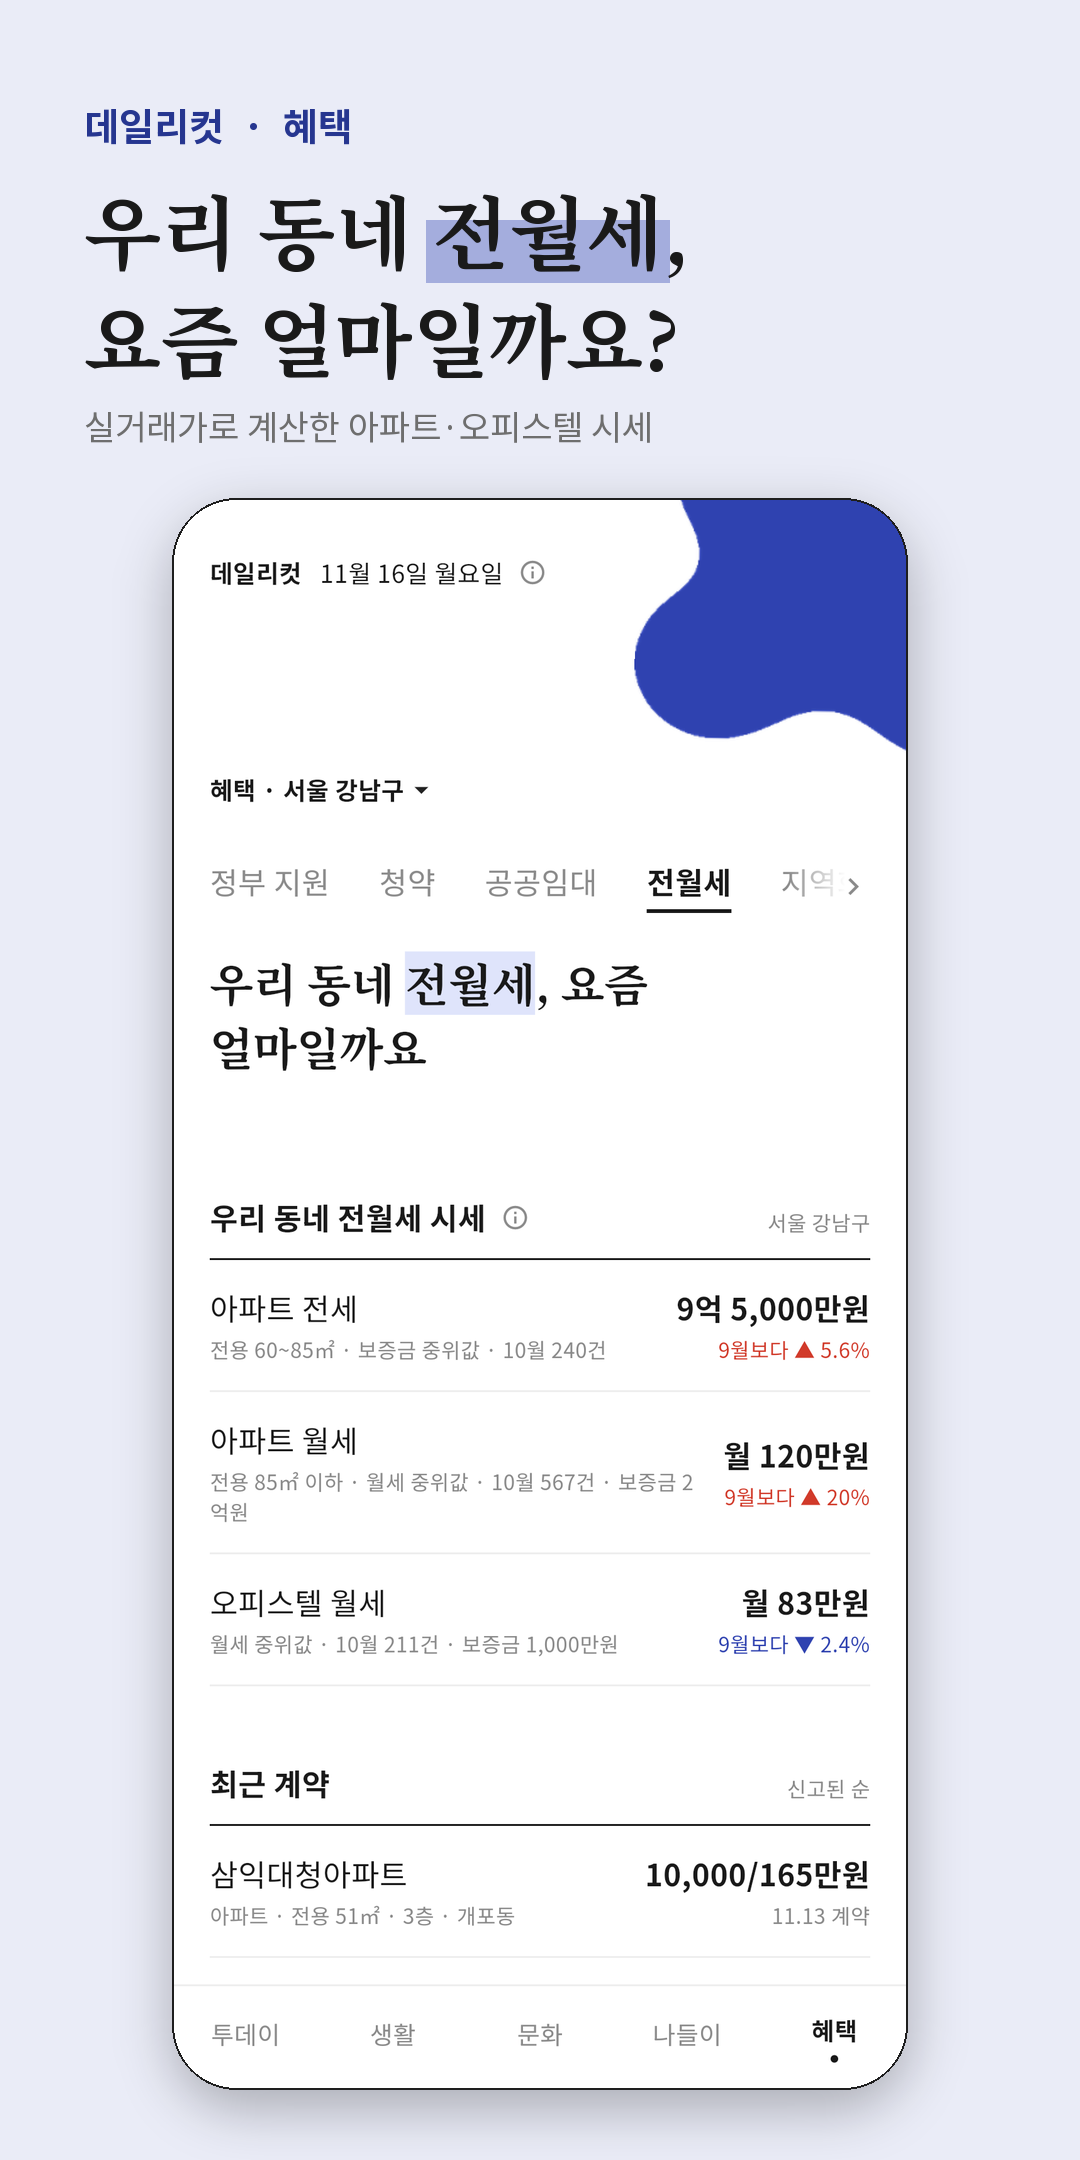 데일리컷 · 혜택
우리 동네 전월세,
요즘 얼마일까요?
실거래가로 계산한 아파트·오피스텔 시세
데일리컷 11월 16일 월요일
혜택 · 서울 강남구
정부 지원 청약 공공임대 전월세 지역
우리 동네 전월세, 요즘
얼마일까요
우리 동네 전월세 시세 서울 강남구
아파트 전세 9억 5,000만원
전용 60~85㎡ · 보증금 중위값 · 10월 240건 9월보다 ▲ 5.6%
아파트 월세 월 120만원
전용 85㎡ 이하 · 월세 중위값 · 10월 567건 · 보증금 2
억원 9월보다 ▲ 20%
오피스텔 월세 월 83만원
월세 중위값 · 10월 211건 · 보증금 1,000만원 9월보다 ▼ 2.4%
최근 계약 신고된 순
삼익대청아파트 10,000/165만원
아파트 · 전용 51㎡ · 3층 · 개포동 11.13 계약
투데이 생활 문화 나들이 혜택